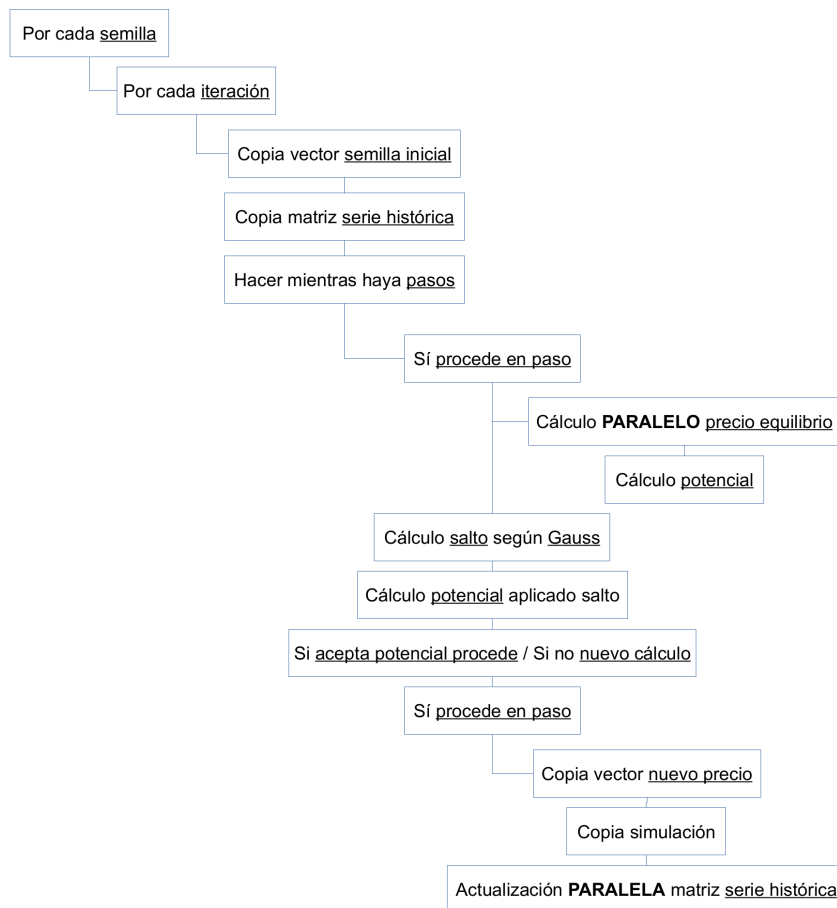 Por cada semilla
Por cada iteración
Copia vector semilla inicial
Copia matriz serie histórica
Hacer mientras haya pasos
Sí procede en paso
Cálculo PARALELO precio equilibrio
Cálculo potencial
Cálculo salto según Gauss
Cálculo potencial aplicado salto
Si acepta potencial procede / Si no nuevo cálculo
Sí procede en paso
Copia vector nuevo precio
Copia simulación
Actualización PARALELA matriz serie histórica